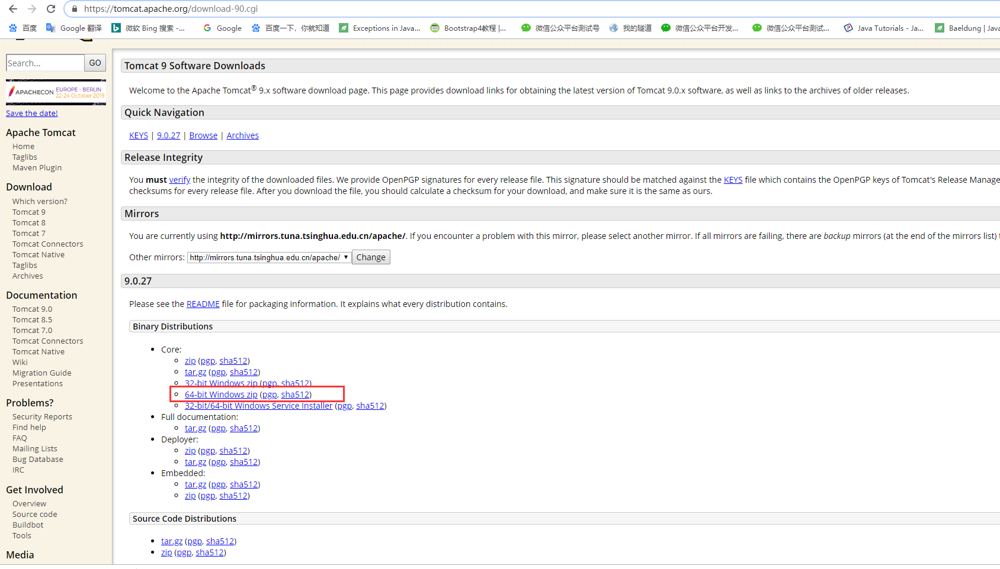 https://tomcat.apache.org/download-90.cgi
百度 Google 翻译 微软 Bing 搜索 -... Google 百度一下，你就知道 Exceptions in Java... Bootstrap4教程 |... 微信公众平台测试号 我的隧道 微信公众平台开发... 微信公众平台测试... Java Tutorials - Ja... Baeldung | Java
Search... GO
APACHECON EUROPE - BERLIN
22-24 October 2019
Save the date!
Apache Tomcat
Home
Taglibs
Maven Plugin
Download
Which version?
Tomcat 9
Tomcat 8
Tomcat 7
Tomcat Connectors
Tomcat Native
Taglibs
Archives
Documentation
Tomcat 9.0
Tomcat 8.5
Tomcat 7.0
Tomcat Connectors
Tomcat Native
Wiki
Migration Guide
Presentations
Problems?
Security Reports
Find help
FAQ
Mailing Lists
Bug Database
IRC
Get Involved
Overview
Source code
Buildbot
Tools
Media
Tomcat 9 Software Downloads
Welcome to the Apache Tomcat® 9.x software download page. This page provides download links for obtaining the latest version of Tomcat 9.0.x software, as well as links to the archives of older releases.
Quick Navigation
KEYS | 9.0.27 | Browse | Archives
Release Integrity
You must verify the integrity of the downloaded files. We provide OpenPGP signatures for every release file. This signature should be matched against the KEYS file which contains the OpenPGP keys of Tomcat's Release Manage
checksums for every release file. After you download the file, you should calculate a checksum for your download, and make sure it is the same as ours.
Mirrors
You are currently using http://mirrors.tuna.tsinghua.edu.cn/apache/. If you encounter a problem with this mirror, please select another mirror. If all mirrors are failing, there are backup mirrors (at the end of the mirrors list)
Other mirrors: http://mirrors.tuna.tsinghua.edu.cn/apache/ Change
9.0.27
Please see the README file for packaging information. It explains what every distribution contains.
Binary Distributions
Core:
zip (pgp, sha512)
tar.gz (pgp, sha512)
32-bit Windows zip (pgp, sha512)
64-bit Windows zip (pgp, sha512)
32-bit/64-bit Windows Service Installer (pgp, sha512)
Full documentation:
tar.gz (pgp, sha512)
Deployer:
zip (pgp, sha512)
tar.gz (pgp, sha512)
Embedded:
tar.gz (pgp, sha512)
zip (pgp, sha512)
Source Code Distributions
tar.gz (pgp, sha512)
zip (pgp, sha512)